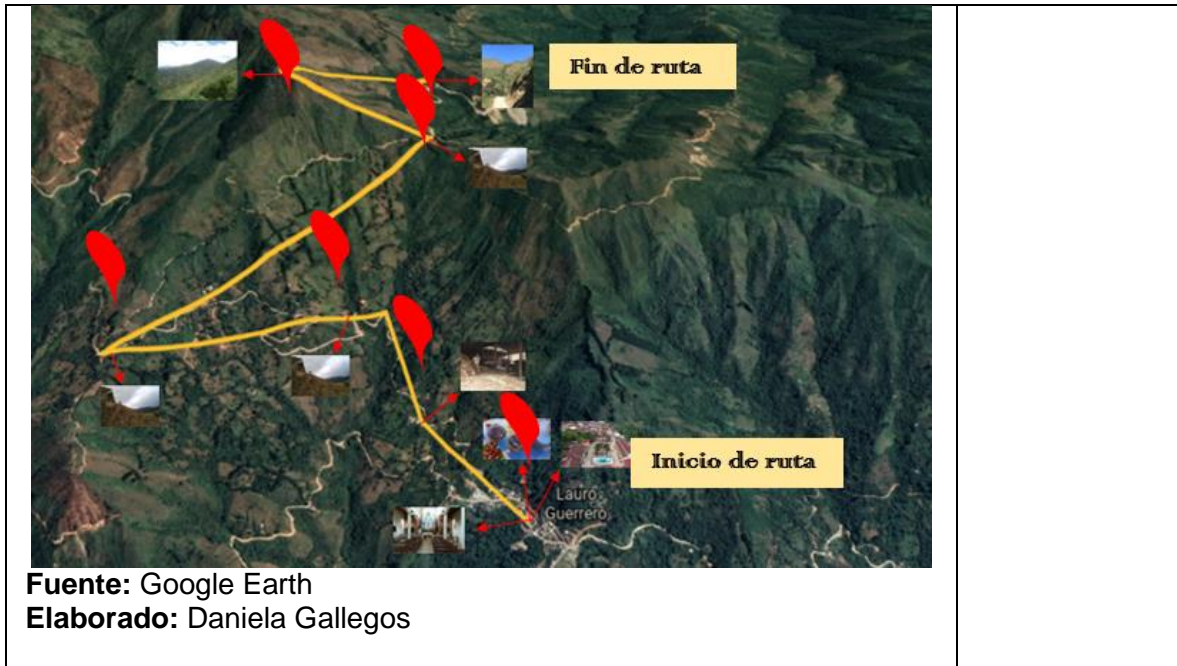 Fin de ruta
Inicio de ruta
Lauro
Guerrero
Fuente: Google Earth
Elaborado: Daniela Gallegos